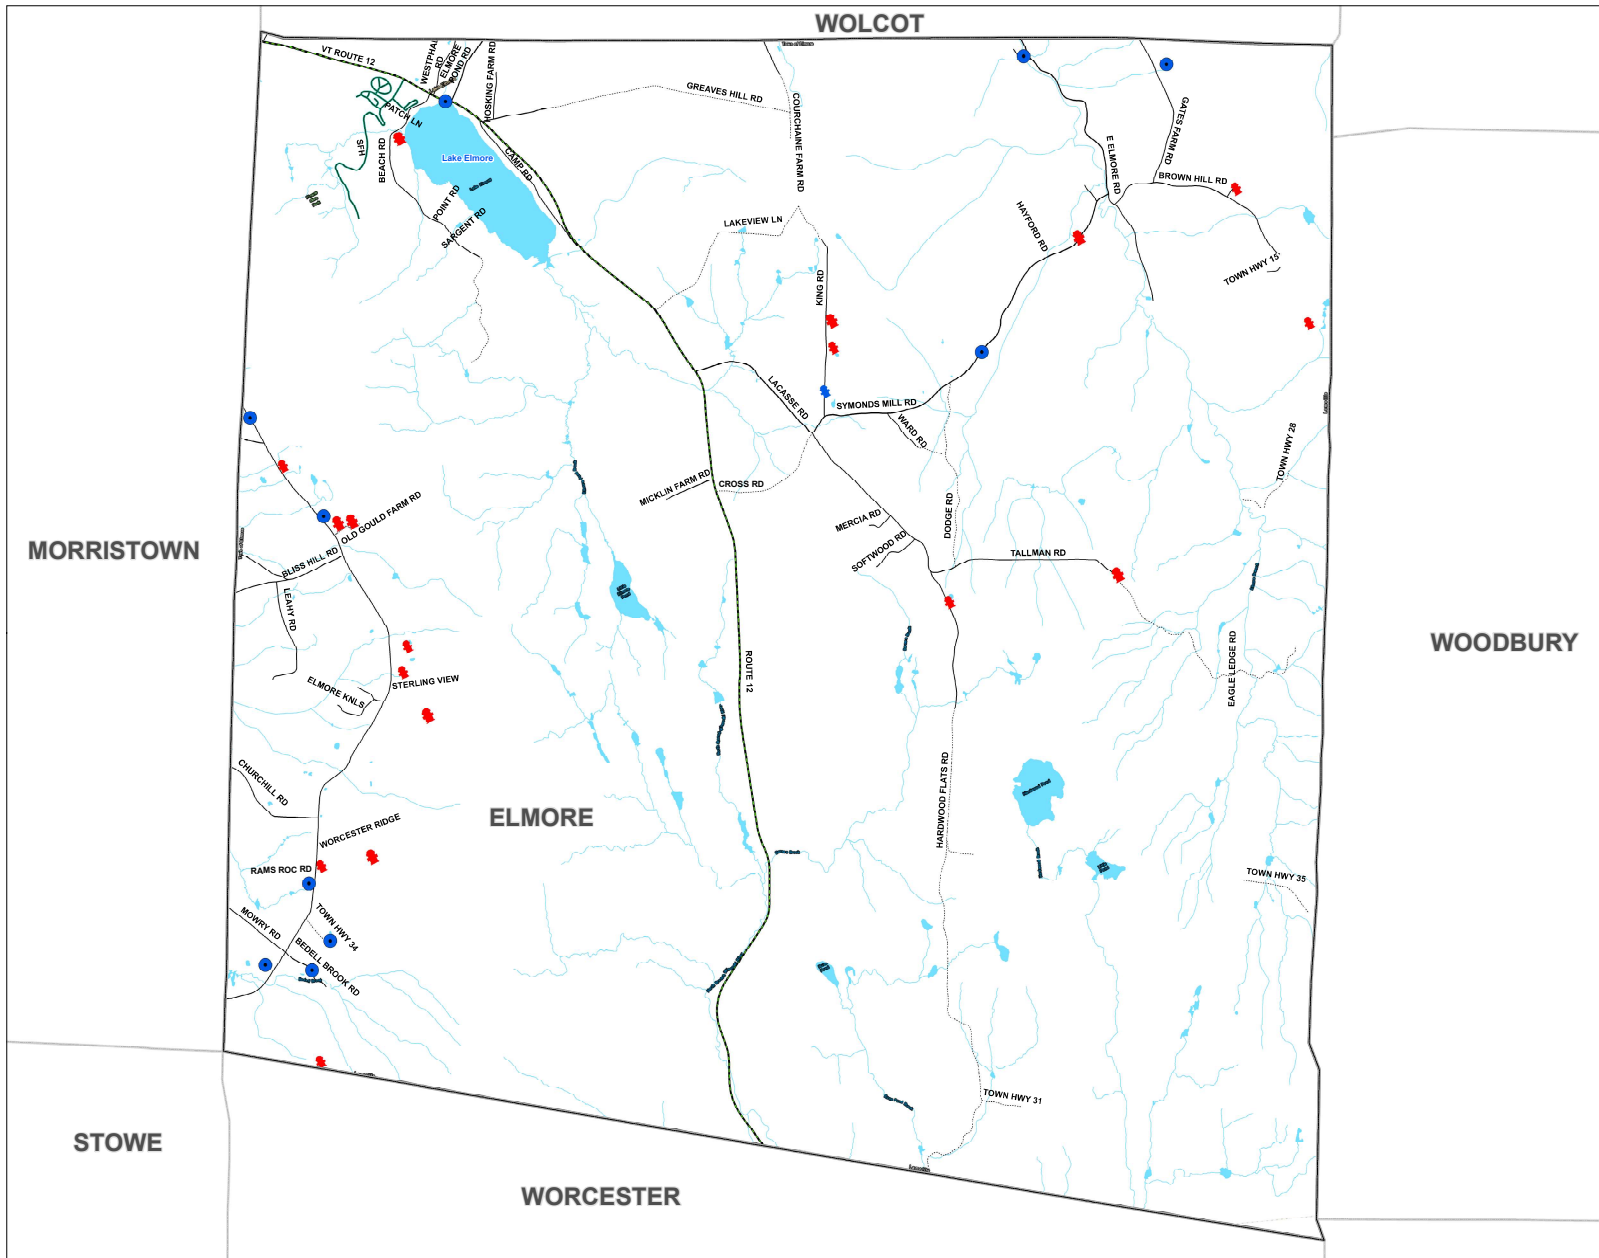 WOLCOT
VT ROUTE 12
WESTPHAL RD
ELMORE POND RD
HOSKING FARM RD
Town of Elmore
GREAVES HILL RD
COURCHAINE FARM RD
GATES FARM RD
E ELMORE RD
PATCH LN
SFH
BEACH RD
Lake Elmore
CAMP RD
POINT RD
SARGENT RD
BROWN HILL RD
HAYFORD RD
TOWN HWY 15
LAKEVIEW LN
KING RD
LACASSE RD
SYMONDS MILL RD
WARD RD
TOWN HWY 28
MICKLIN FARM RD
CROSS RD
DODGE RD
MERCIA RD
SOFTWOOD RD
TALLMAN RD
OLD GOULD FARM RD
BLISS HILL RD
LEAHY RD
MORRISTOWN
WOODBURY
EAGLE LEDGE RD
ROUTE 12
STERLING VIEW
ELMORE KNLS
HARDWOOD FLATS RD
CHURCHILL RD
ELMORE
WORCESTER RIDGE
RAMS ROC RD
TOWN HWY 35
MOWRY RD
TOWN HWY 34
BEDELL BROOK RD
TOWN HWY 31
STOWE
WORCESTER